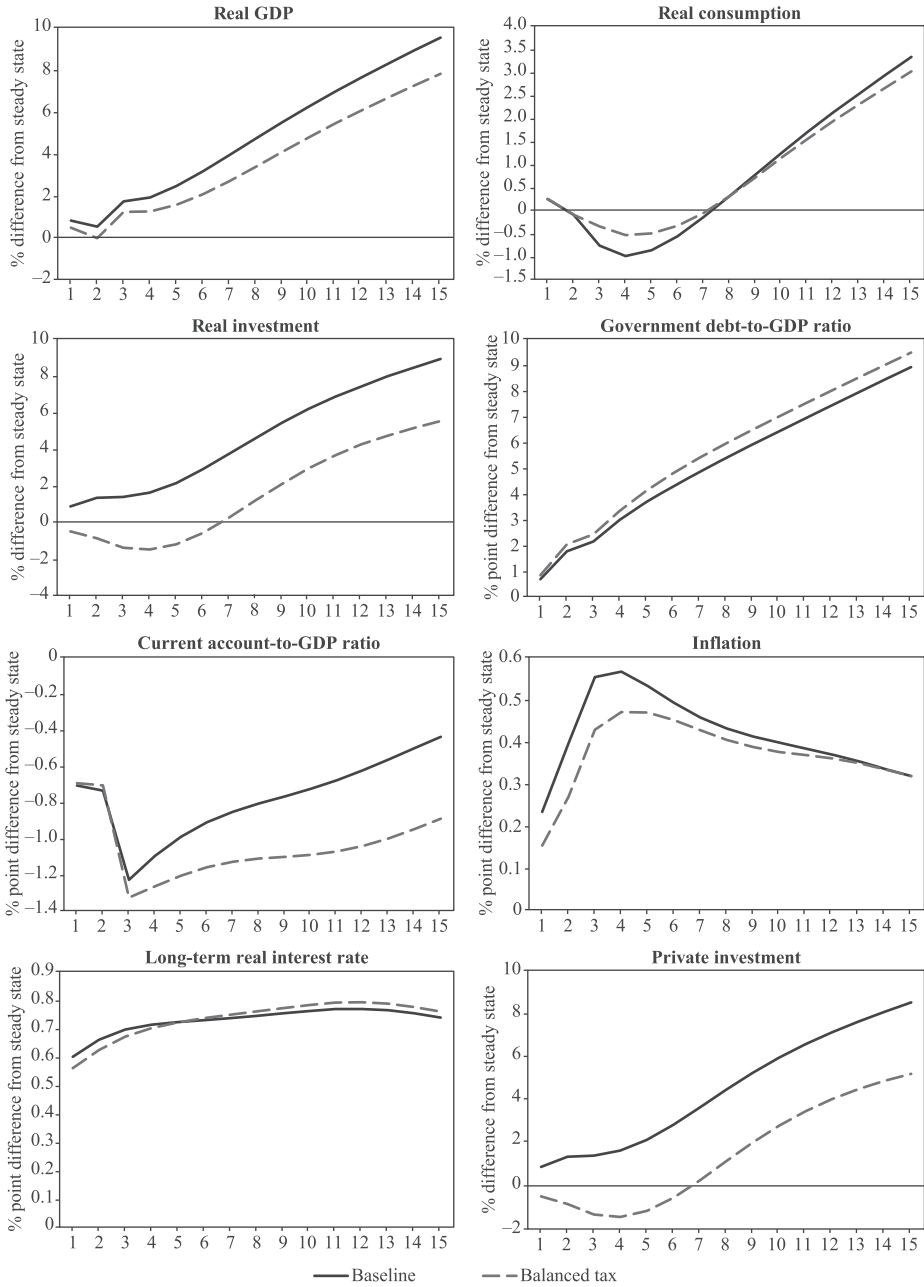 Real GDP
% difference from steady state
10
8
6
4
2
0
–2
1 2 3 4 5 6 7 8 9 10 11 12 13 14 15
Real consumption
% difference from steady state
4.0
3.5
3.0
2.5
2.0
1.5
1.0
0.5
0
–0.5
–1.0
–1.5
1 2 3 4 5 6 7 8 9 10 11 12 13 14 15
Real investment
% difference from steady state
10
8
6
4
2
0
–2
–4
1 2 3 4 5 6 7 8 9 10 11 12 13 14 15
Government debt-to-GDP ratio
% point difference from steady state
10
9
8
7
6
5
4
3
2
1
0
1 2 3 4 5 6 7 8 9 10 11 12 13 14 15
Current account-to-GDP ratio
% point difference from steady state
0
–0.2
–0.4
–0.6
–0.8
–1.0
–1.2
–1.4
1 2 3 4 5 6 7 8 9 10 11 12 13 14 15
Inflation
% point difference from steady state
0.6
0.5
0.4
0.3
0.2
0.1
0
1 2 3 4 5 6 7 8 9 10 11 12 13 14 15
Long-term real interest rate
% point difference from steady state
0.9
0.8
0.7
0.6
0.5
0.4
0.3
0.2
0.1
0
1 2 3 4 5 6 7 8 9 10 11 12 13 14 15
Private investment
% difference from steady state
10
8
6
4
2
0
–2
1 2 3 4 5 6 7 8 9 10 11 12 13 14 15
Baseline
Balanced tax